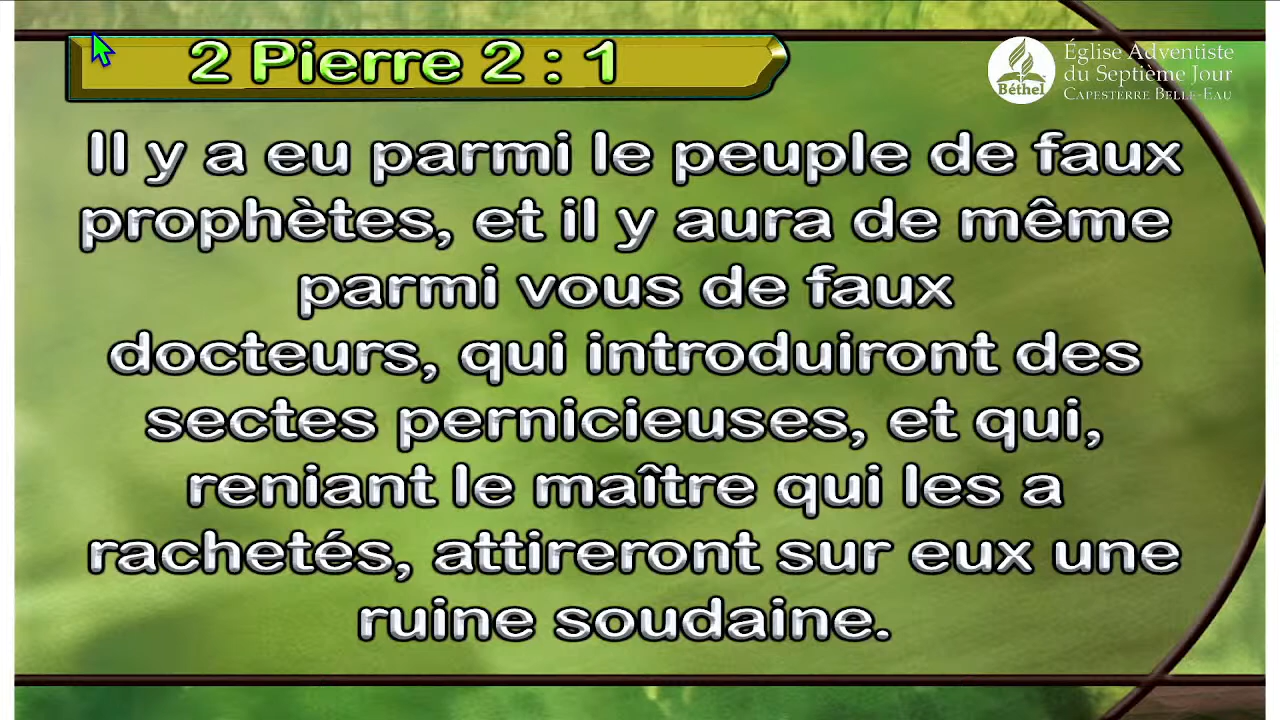 2 Pierre 2 : 1
Église Adventiste
du Septième Jour
Capesterre Belle-Eau
Béthel
Il y a eu parmi le peuple de faux
prophètes, et il y aura de même
parmi vous de faux
docteurs, qui introduiront des
sectes pernicieuses, et qui,
reniant le maître qui les a
rachetés, attireront sur eux une
ruine soudaine.